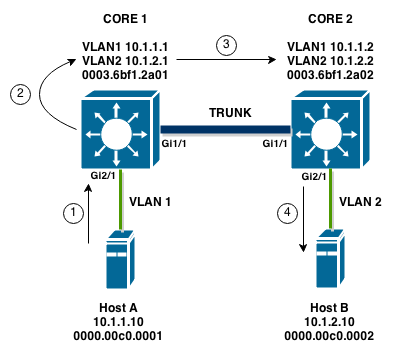 CORE 1
CORE 2
VLAN1 10.1.1.1
VLAN2 10.1.2.1
0003.6bf1.2a01
3
VLAN1 10.1.1.2
VLAN2 10.1.2.2
0003.6bf1.2a02
2
TRUNK
Gi1/1
Gi1/1
Gi2/1
Gi2/1
1
VLAN 1
4
VLAN 2
Host A
10.1.1.10
0000.00c0.0001
Host B
10.1.2.10
0000.00c0.0002